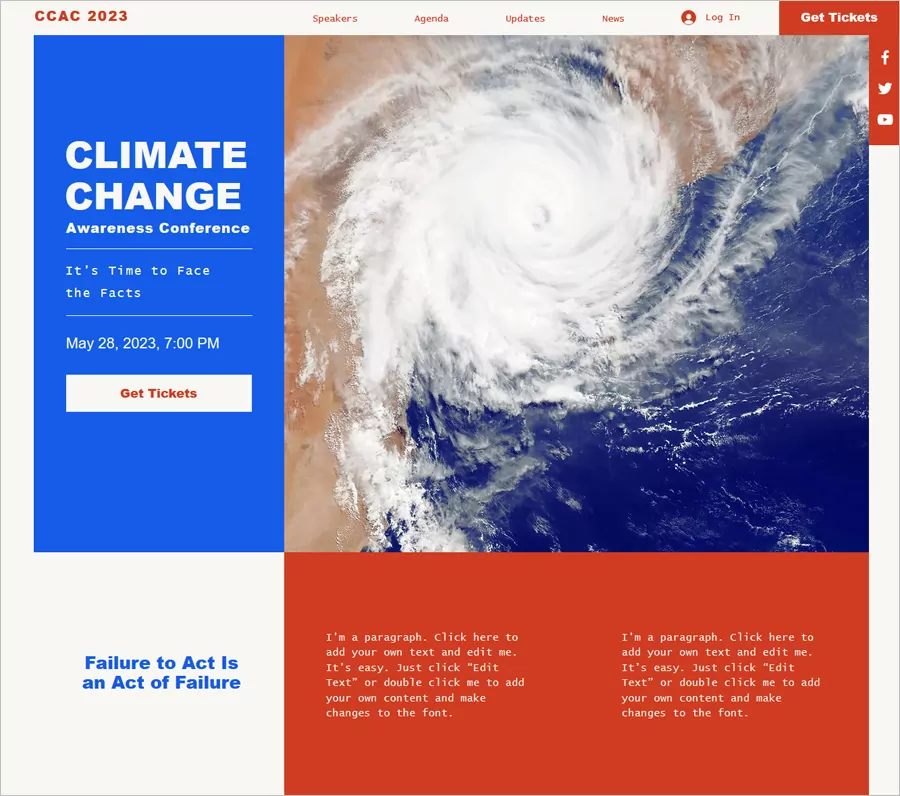 CCAC 2023
Speakers
Agenda
Updates
News
Log In
Get Tickets
CLIMATE
CHANGE
Awareness Conference
It's Time to Face
the Facts
May 28, 2023, 7:00 PM
Get Tickets
Failure to Act Is
an Act of Failure
I'm a paragraph. Click here to
add your own text and edit me.
It's easy. Just click “Edit
Text” or double click me to add
your own content and make
changes to the font.
I'm a paragraph. Click here to
add your own text and edit me.
It's easy. Just click “Edit
Text” or double click me to add
your own content and make
changes to the font.